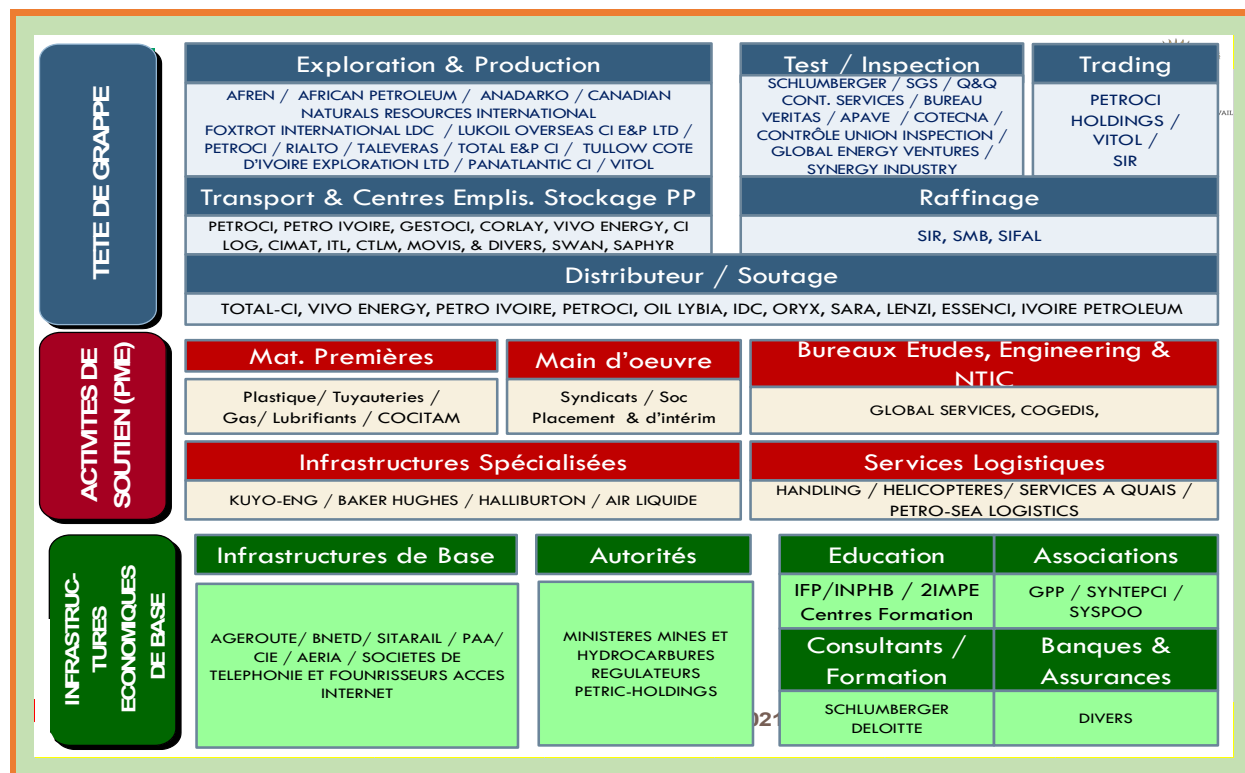 TETE DE GRAPPE
Exploration & Production
AFREN / AFRICAN PETROLEUM / ANADARKO / CANADIAN
NATURALS RESOURCES INTERNATIONAL
FOXTROT INTERNATIONAL LDC / LUKOIL OVERSEAS CI E&P LTD /
PETROCI / RIALTO / TALEVERAS / TOTAL E&P CI / TULLOW COTE
D'IVOIRE EXPLORATION LTD / PANATLANTIC CI / VITOL
Test / Inspection
SCHLUMBERGER / SGS / Q&Q
CONT. SERVICES / BUREAU
VERITAS / APAVE / COTECNA /
CONTRÔLE UNION INSPECTION /
GLOBAL ENERGY VENTURES /
SYNERGY INDUSTRY
Trading
PETROCI
HOLDINGS /
VITOL /
SIR
AVAIL
Transport & Centres Emplis. Stockage PP
PETROCI, PETRO IVOIRE, GESTOCI, CORLAY, VIVO ENERGY, CI
LOG, CIMAT, ITL, CTLM, MOVIS, & DIVERS, SWAN, SAPHYR
Raffinage
SIR, SMB, SIFAL
Distributeur / Soutage
TOTAL-CI, VIVO ENERGY, PETRO IVOIRE, PETROCI, OIL LYBIA, IDC, ORYX, SARA, LENZI, ESSENCI, IVOIRE PETROLEUM
ACTIVITES DE
SOUTIEN (PME)
Mat. Premières
Plastique/ Tuyauteries /
Gas/ Lubrifiants / COCITAM
Main d'oeuvre
Syndicats / Soc
Placement & d'intérim
Bureaux Etudes, Engineering &
NTIC
GLOBAL SERVICES, COGEDIS,
Infrastructures Spécialisées
KUYO-ENG / BAKER HUGHES / HALLIBURTON / AIR LIQUIDE
Services Logistiques
HANDLING / HELICOPTERES/ SERVICES A QUAIS /
PETRO-SEA LOGISTICS
INFRASTRUC-
TURES
ECONOMIQUES
DE BASE
Infrastructures de Base
AGEROUTE/ BNETD/ SITARAIL / PAA/
CIE / AERIA / SOCIETES DE
TELEPHONIE ET FOUNRISSEURS ACCES
INTERNET
Autorités
MINISTERES MINES ET
HYDROCARBURES
REGULATEURS
PETRIC-HOLDINGS
Education
IFP/INPHB / 2IMPE
Centres Formation
Associations
GPP / SYNTEPCI /
SYSPOO
Consultants /
Formation
SCHLUMBERGER
DELOITTE
Banques &
Assurances
DIVERS
021